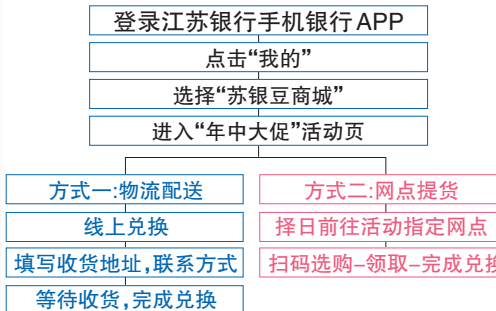 登录江苏银行手机银行APP
点击“我的”
选择“苏银豆商城”
进入“年中大促”活动页
方式一:物流配送
线上兑换
填写收货地址,联系方式
等待收货,完成兑换
方式二:网点提货
择日前往活动指定网点
扫码选购–领取–完成兑换